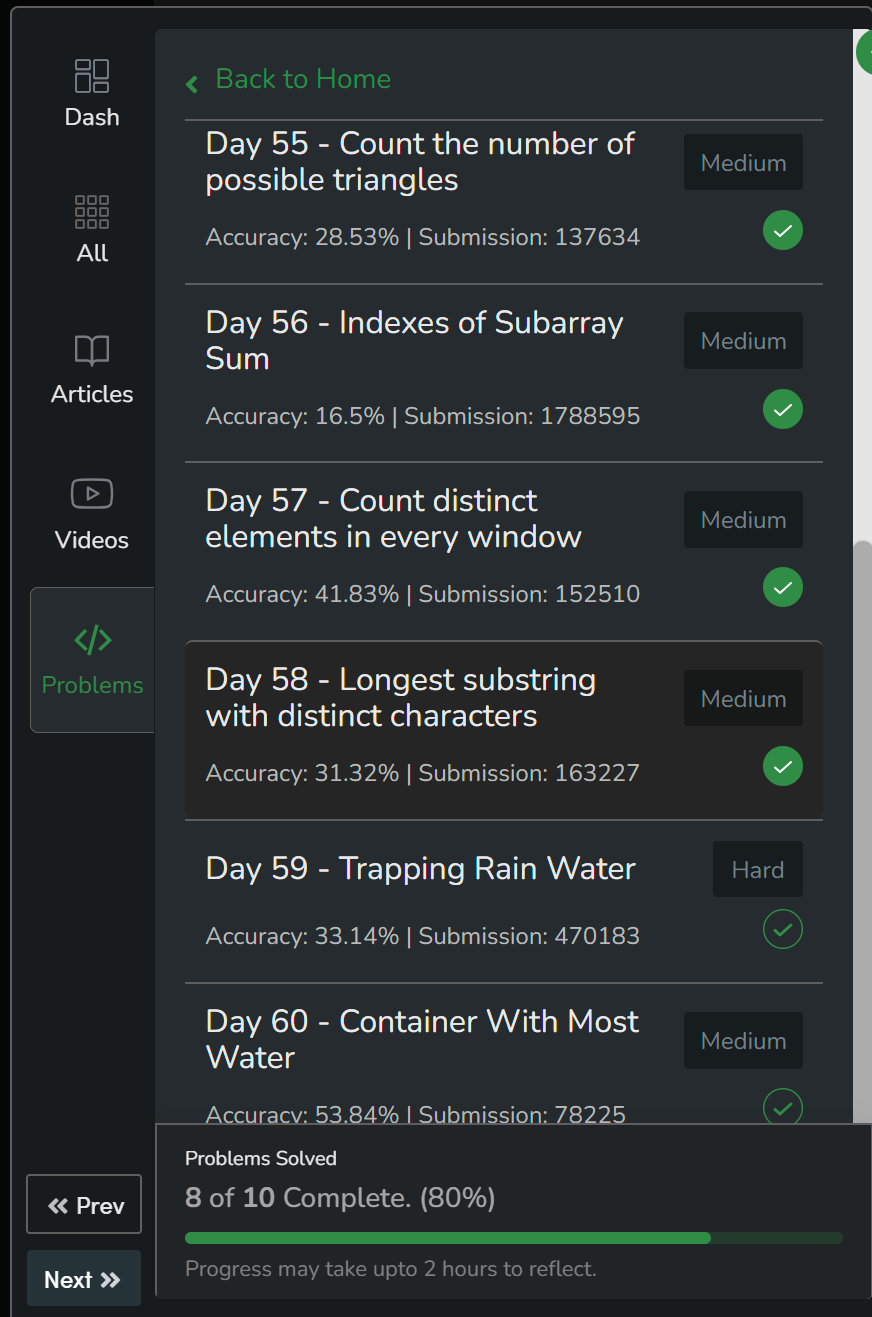 Dash
All
Articles
Videos
Problems
Prev
Next
Back to Home
Day 55 - Count the number of
possible triangles
Medium
Accuracy: 28.53% | Submission: 137634
Day 56 - Indexes of Subarray
Sum
Medium
Accuracy: 16.5% | Submission: 1788595
Day 57 - Count distinct
elements in every window
Medium
Accuracy: 41.83% | Submission: 152510
Day 58 - Longest substring
with distinct characters
Medium
Accuracy: 31.32% | Submission: 163227
Day 59 - Trapping Rain Water
Hard
Accuracy: 33.14% | Submission: 470183
Day 60 - Container With Most
Water
Medium
Accuracy: 53.84% | Submission: 78225
Problems Solved
8 of 10 Complete. (80%)
Progress may take upto 2 hours to reflect.